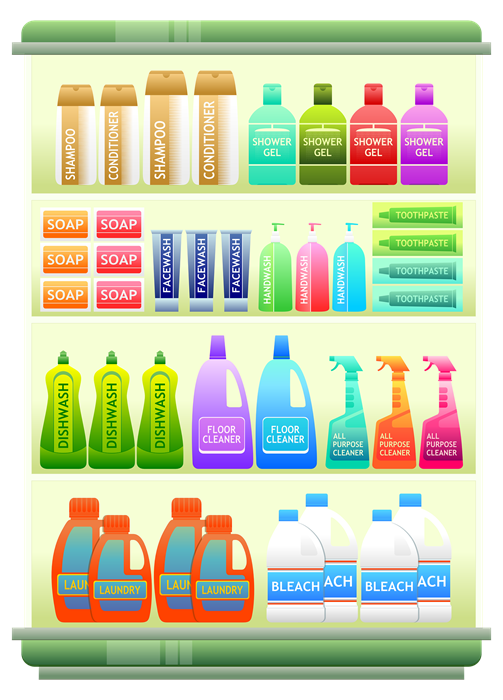 SHAMPOO
CONDITIONER
SHAMPOO
CONDITIONER
SHOWER
GEL
SHOWER
GEL
SHOWER
GEL
SHOWER
GEL
SOAP
SOAP
SOAP
SOAP
SOAP
SOAP
FACEWASH
FACEWASH
FACEWASH
HANDWASH
HANDWASH
HANDWASH
TOOTHPASTE
TOOTHPASTE
TOOTHPASTE
TOOTHPASTE
DISHWASH
DISHWASH
DISHWASH
FLOOR
CLEANER
FLOOR
CLEANER
ALL
PURPOSE
CLEANER
ALL
PURPOSE
CLEANER
ALL
PURPOSE
CLEANER
LAUN
LAUNDRY
LAUN
LAUNDRY
BLEACH
ACH
BLEACH
ACH